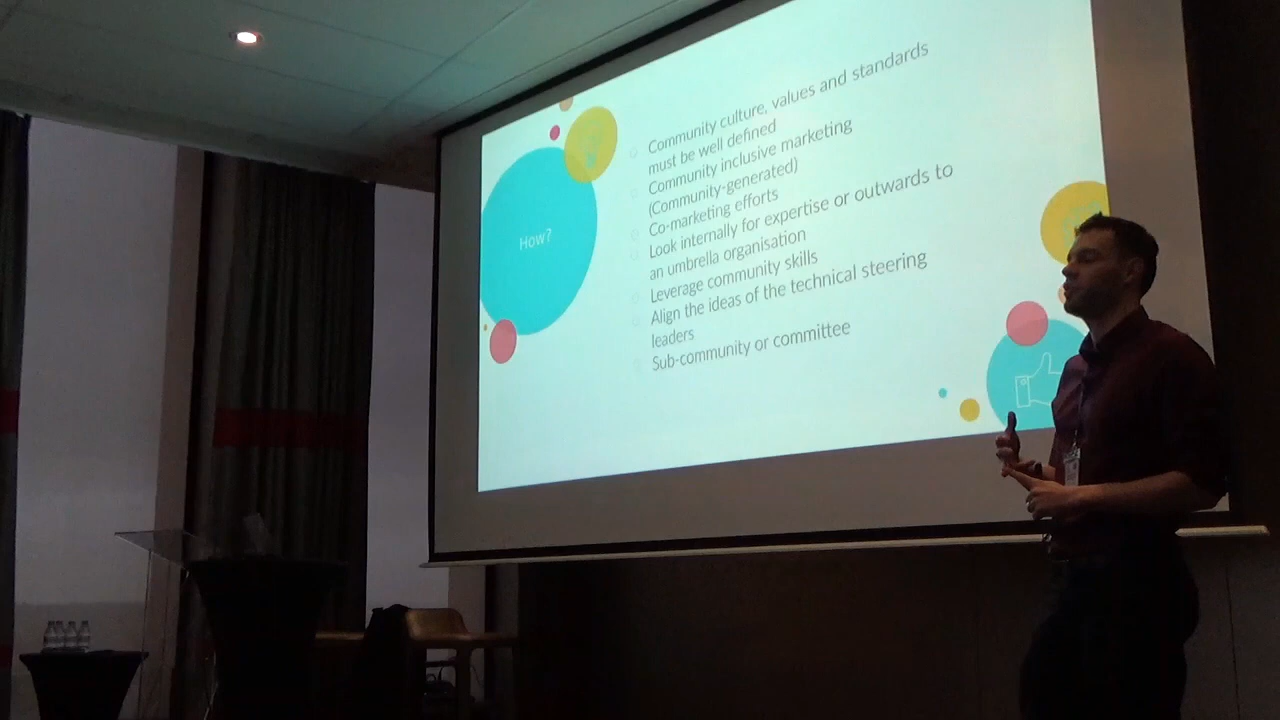 How?
Community culture, values and standards
must be well defined
Community inclusive marketing
(Community-generated)
Co-marketing efforts
Look internally for expertise or outwards to
an umbrella organisation
Leverage community skills
Align the ideas of the technical steering
leaders
Sub-community or committee